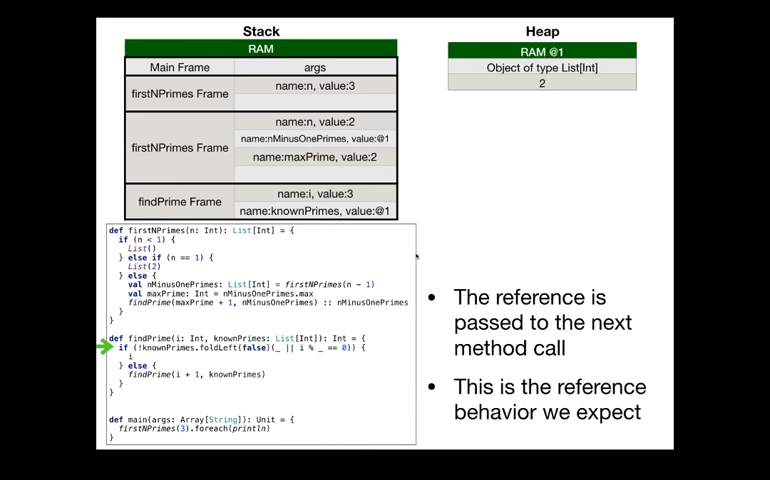 Stack
RAM
Main Frame args
firstNPrimes Frame name:n, value:3
firstNPrimes Frame name:n, value:2
name:nMinusOnePrimes, value:@1
name:maxPrime, value:2
findPrime Frame name:i, value:3
name:knownPrimes, value:@1
Heap
RAM @1
Object of type List[Int]
2
def firstNPrimes(n: Int): List[Int] = {
if (n < 1) {
List()
} else if (n == 1) {
List(2)
} else {
val nMinusOnePrimes: List[Int] = firstNPrimes(n - 1)
val maxPrime: Int = nMinusOnePrimes.max
findPrime(maxPrime + 1, nMinusOnePrimes) :: nMinusOnePrimes
}
}
def findPrime(i: Int, knownPrimes: List[Int]): Int = {
if (!knownPrimes.foldLeft(false)(_ || i % _ == 0)) {
i
} else {
findPrime(i + 1, knownPrimes)
}
}
def main(args: Array[String]): Unit = {
firstNPrimes(3).foreach(println)
}
• The reference is
passed to the next
method call
• This is the reference
behavior we expect